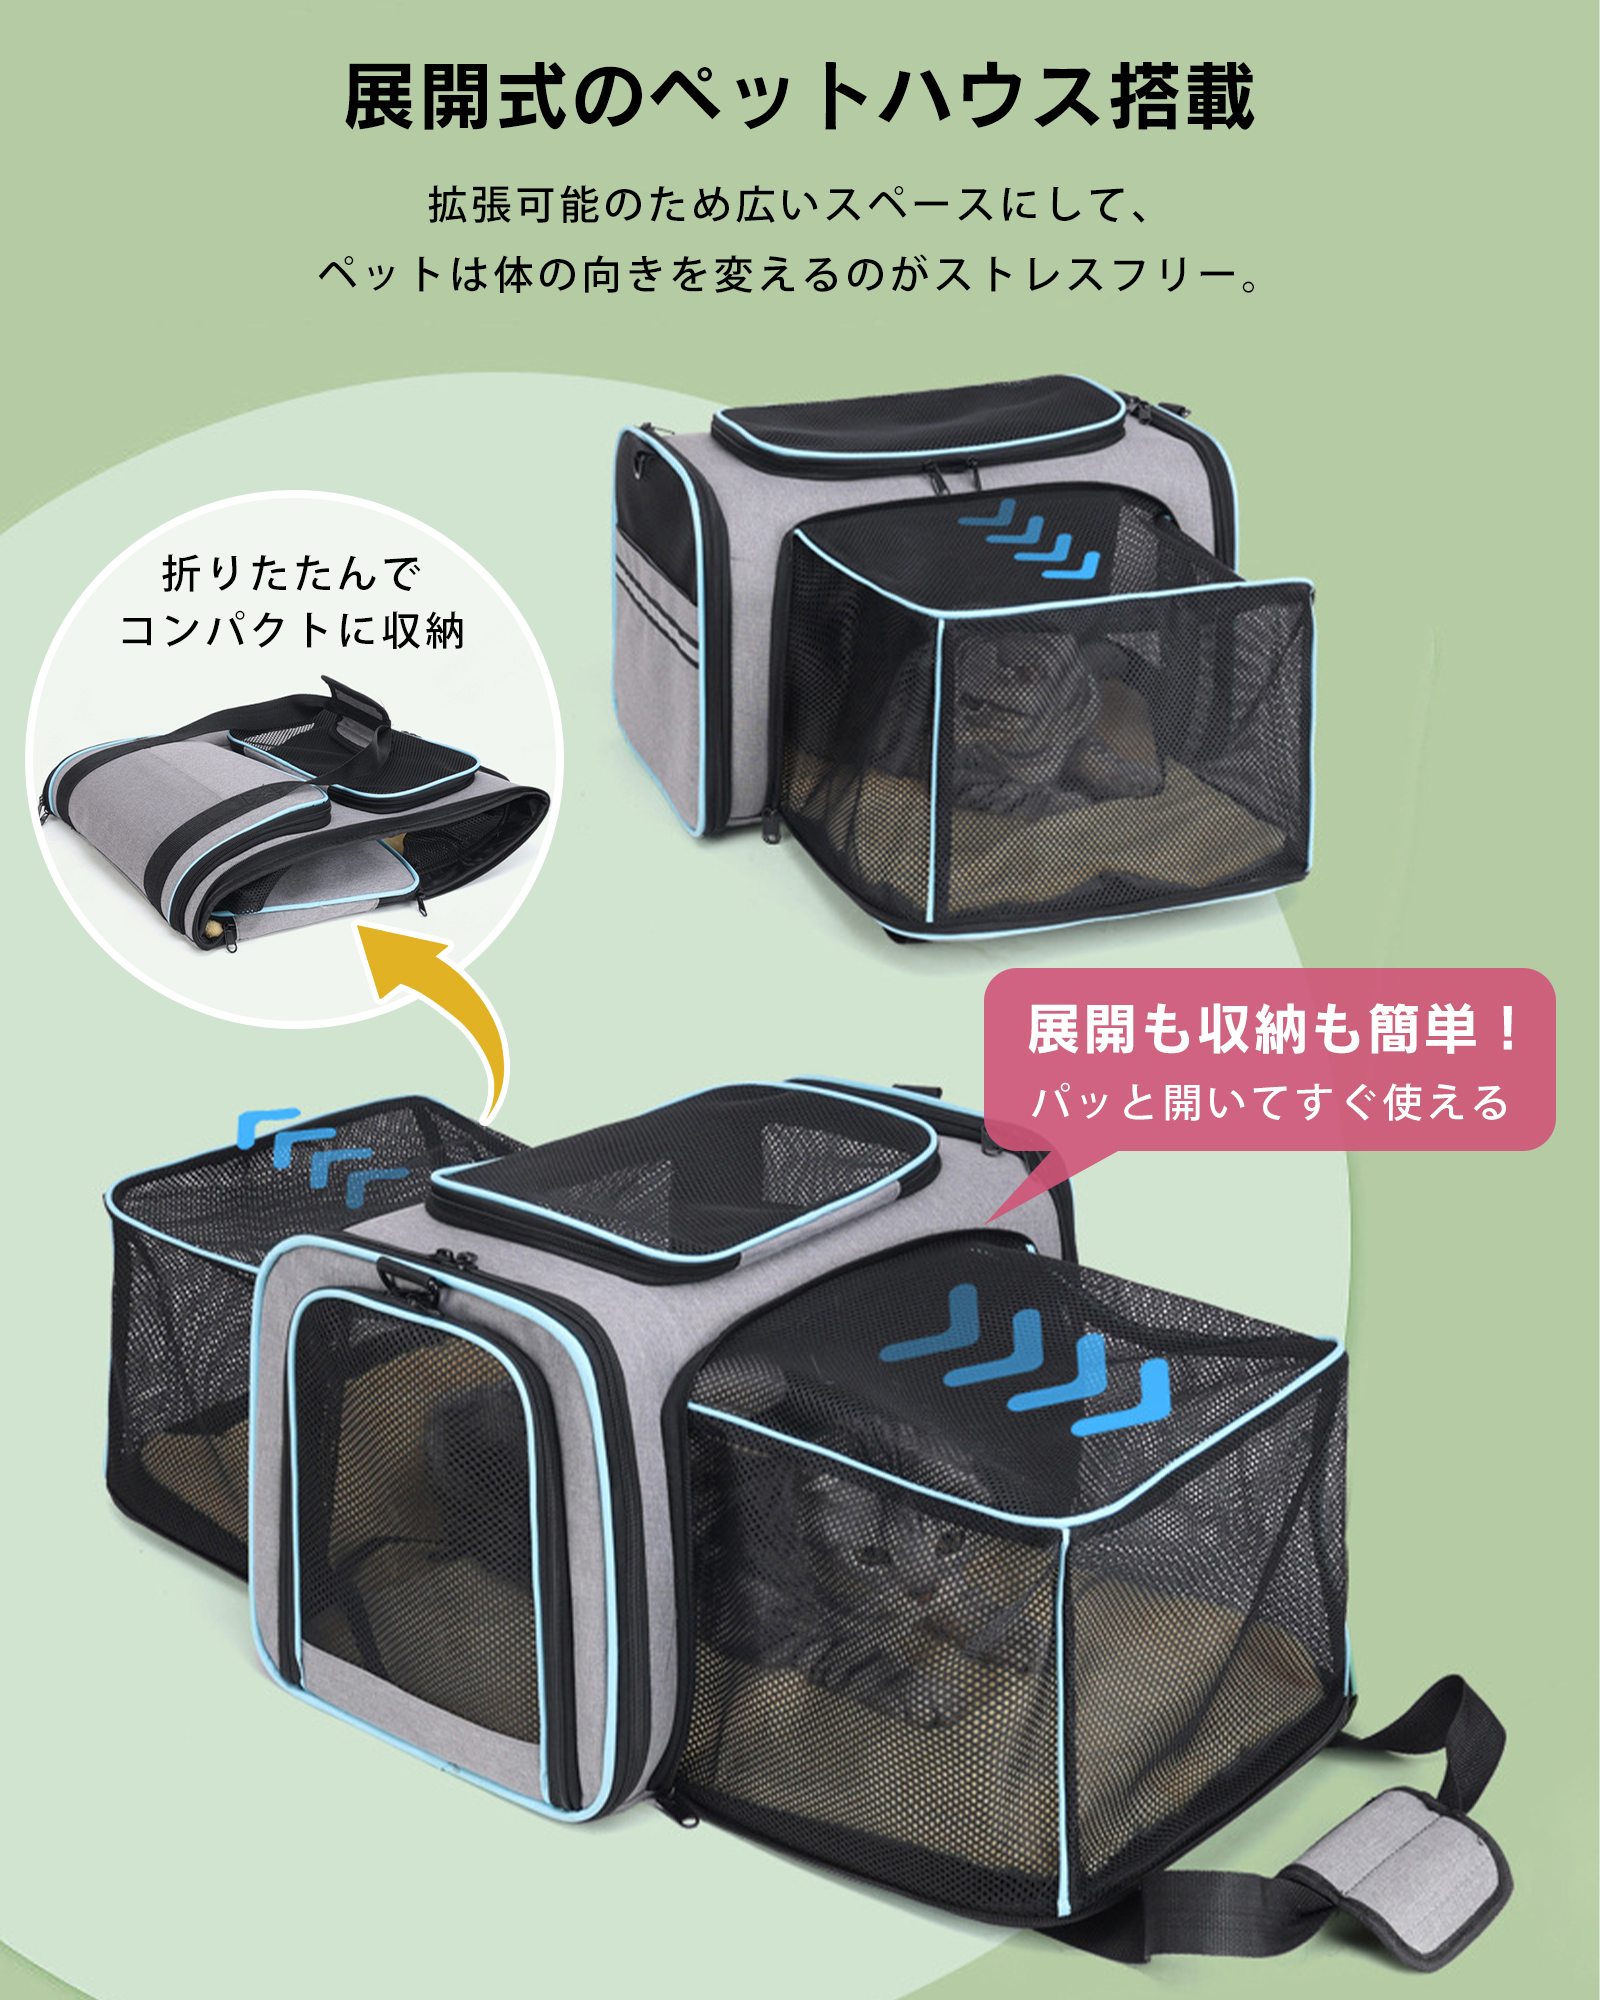 展開式のペットハウス搭載
拡張可能のため広いスペースにして、
ペットは体の向きを変えるのがストレスフリー。
折りたたんで
コンパクトに収納
展開も収納も簡単！
パッと開いてすぐ使える